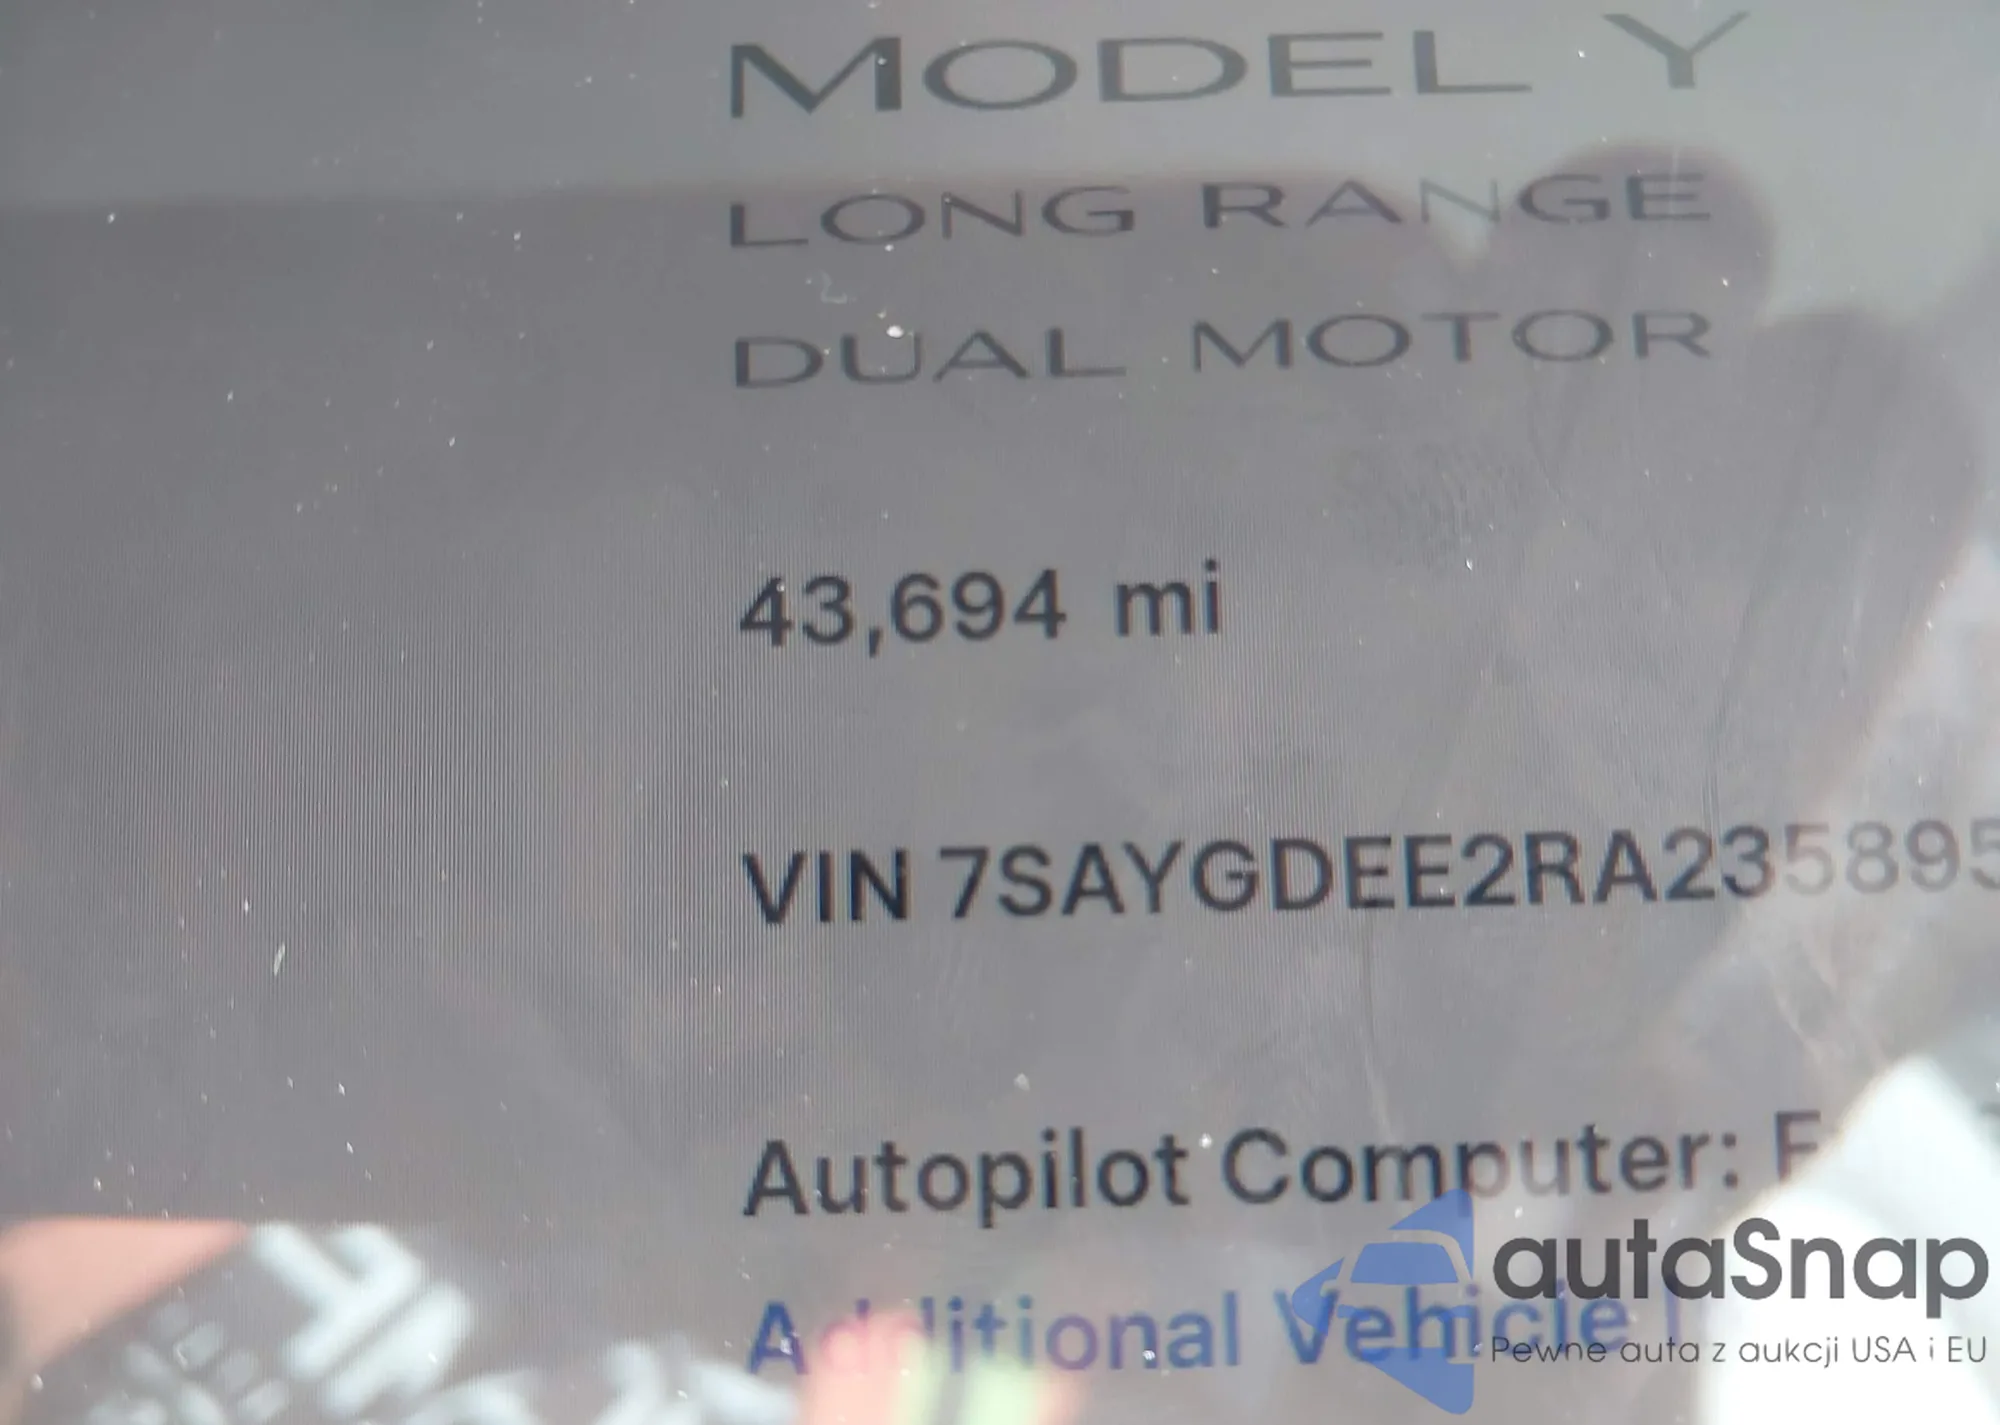 MODEL Y
LONG RANGE
DUAL MOTOR
43,694 mi
VIN 7SAYGDEE2RA235895
Autopilot Computer: F
Additional Vehicle I
autaSnap
Pewne auta z aukcji USA i EU